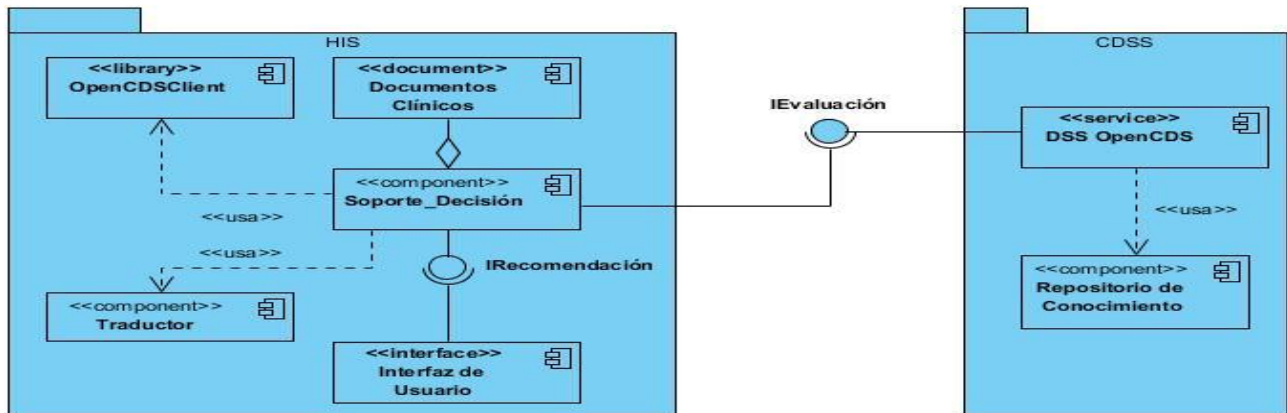 HIS
<<library>>
OpenCDSClient
<<document>>
Documentos
Clínicos
<<component>>
Soporte_Decisión
<<usa>>
<<usa>>
IRecomendación
<<component>>
Traductor
<<interface>>
Interfaz de
Usuario
IEvaluación
CDSS
<<service>>
DSS OpenCDS
<<usa>>
<<component>>
Repositorio de
Conocimiento